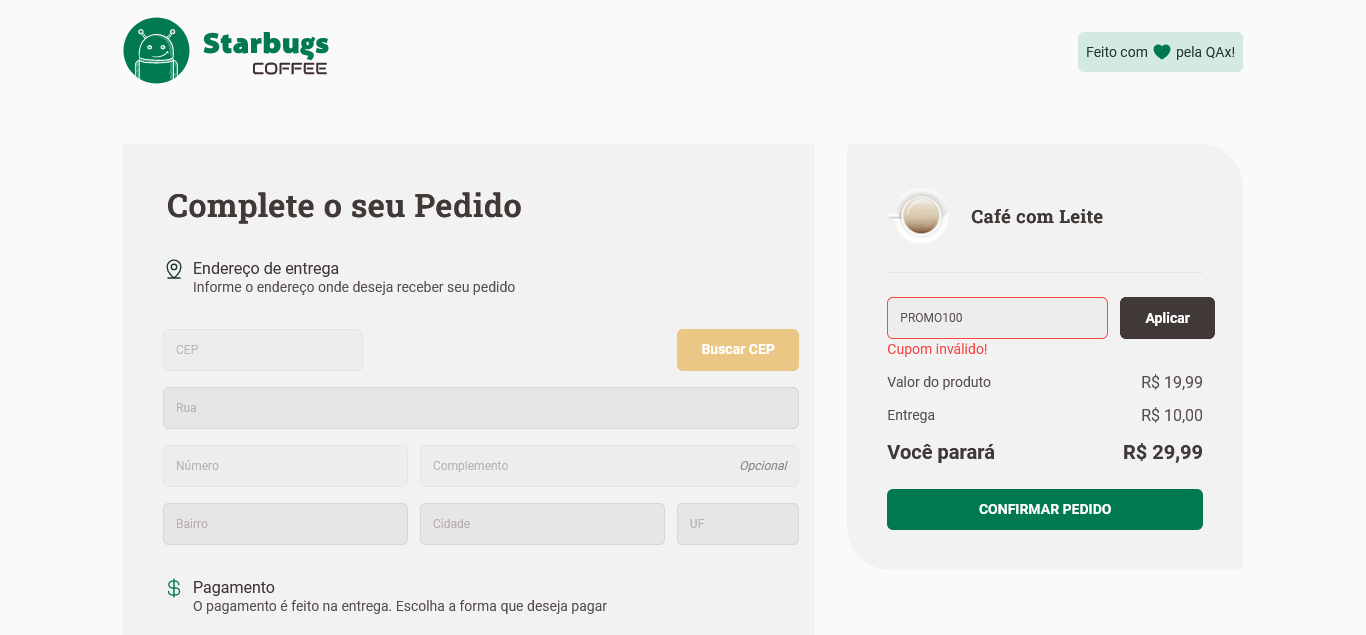 Starbugs
COFFEE
Feito com pela QAx!
Complete o seu Pedido
Endereço de entrega
Informe o endereço onde deseja receber seu pedido
CEP
Buscar CEP
Rua
Número
Complemento
Opcional
Bairro
Cidade
UF
Pagamento
O pagamento é feito na entrega. Escolha a forma que deseja pagar
Café com Leite
PROMO100
Aplicar
Cupom inválido!
Valor do produto R$ 19,99
Entrega R$ 10,00
Você parará R$ 29,99
CONFIRMAR PEDIDO